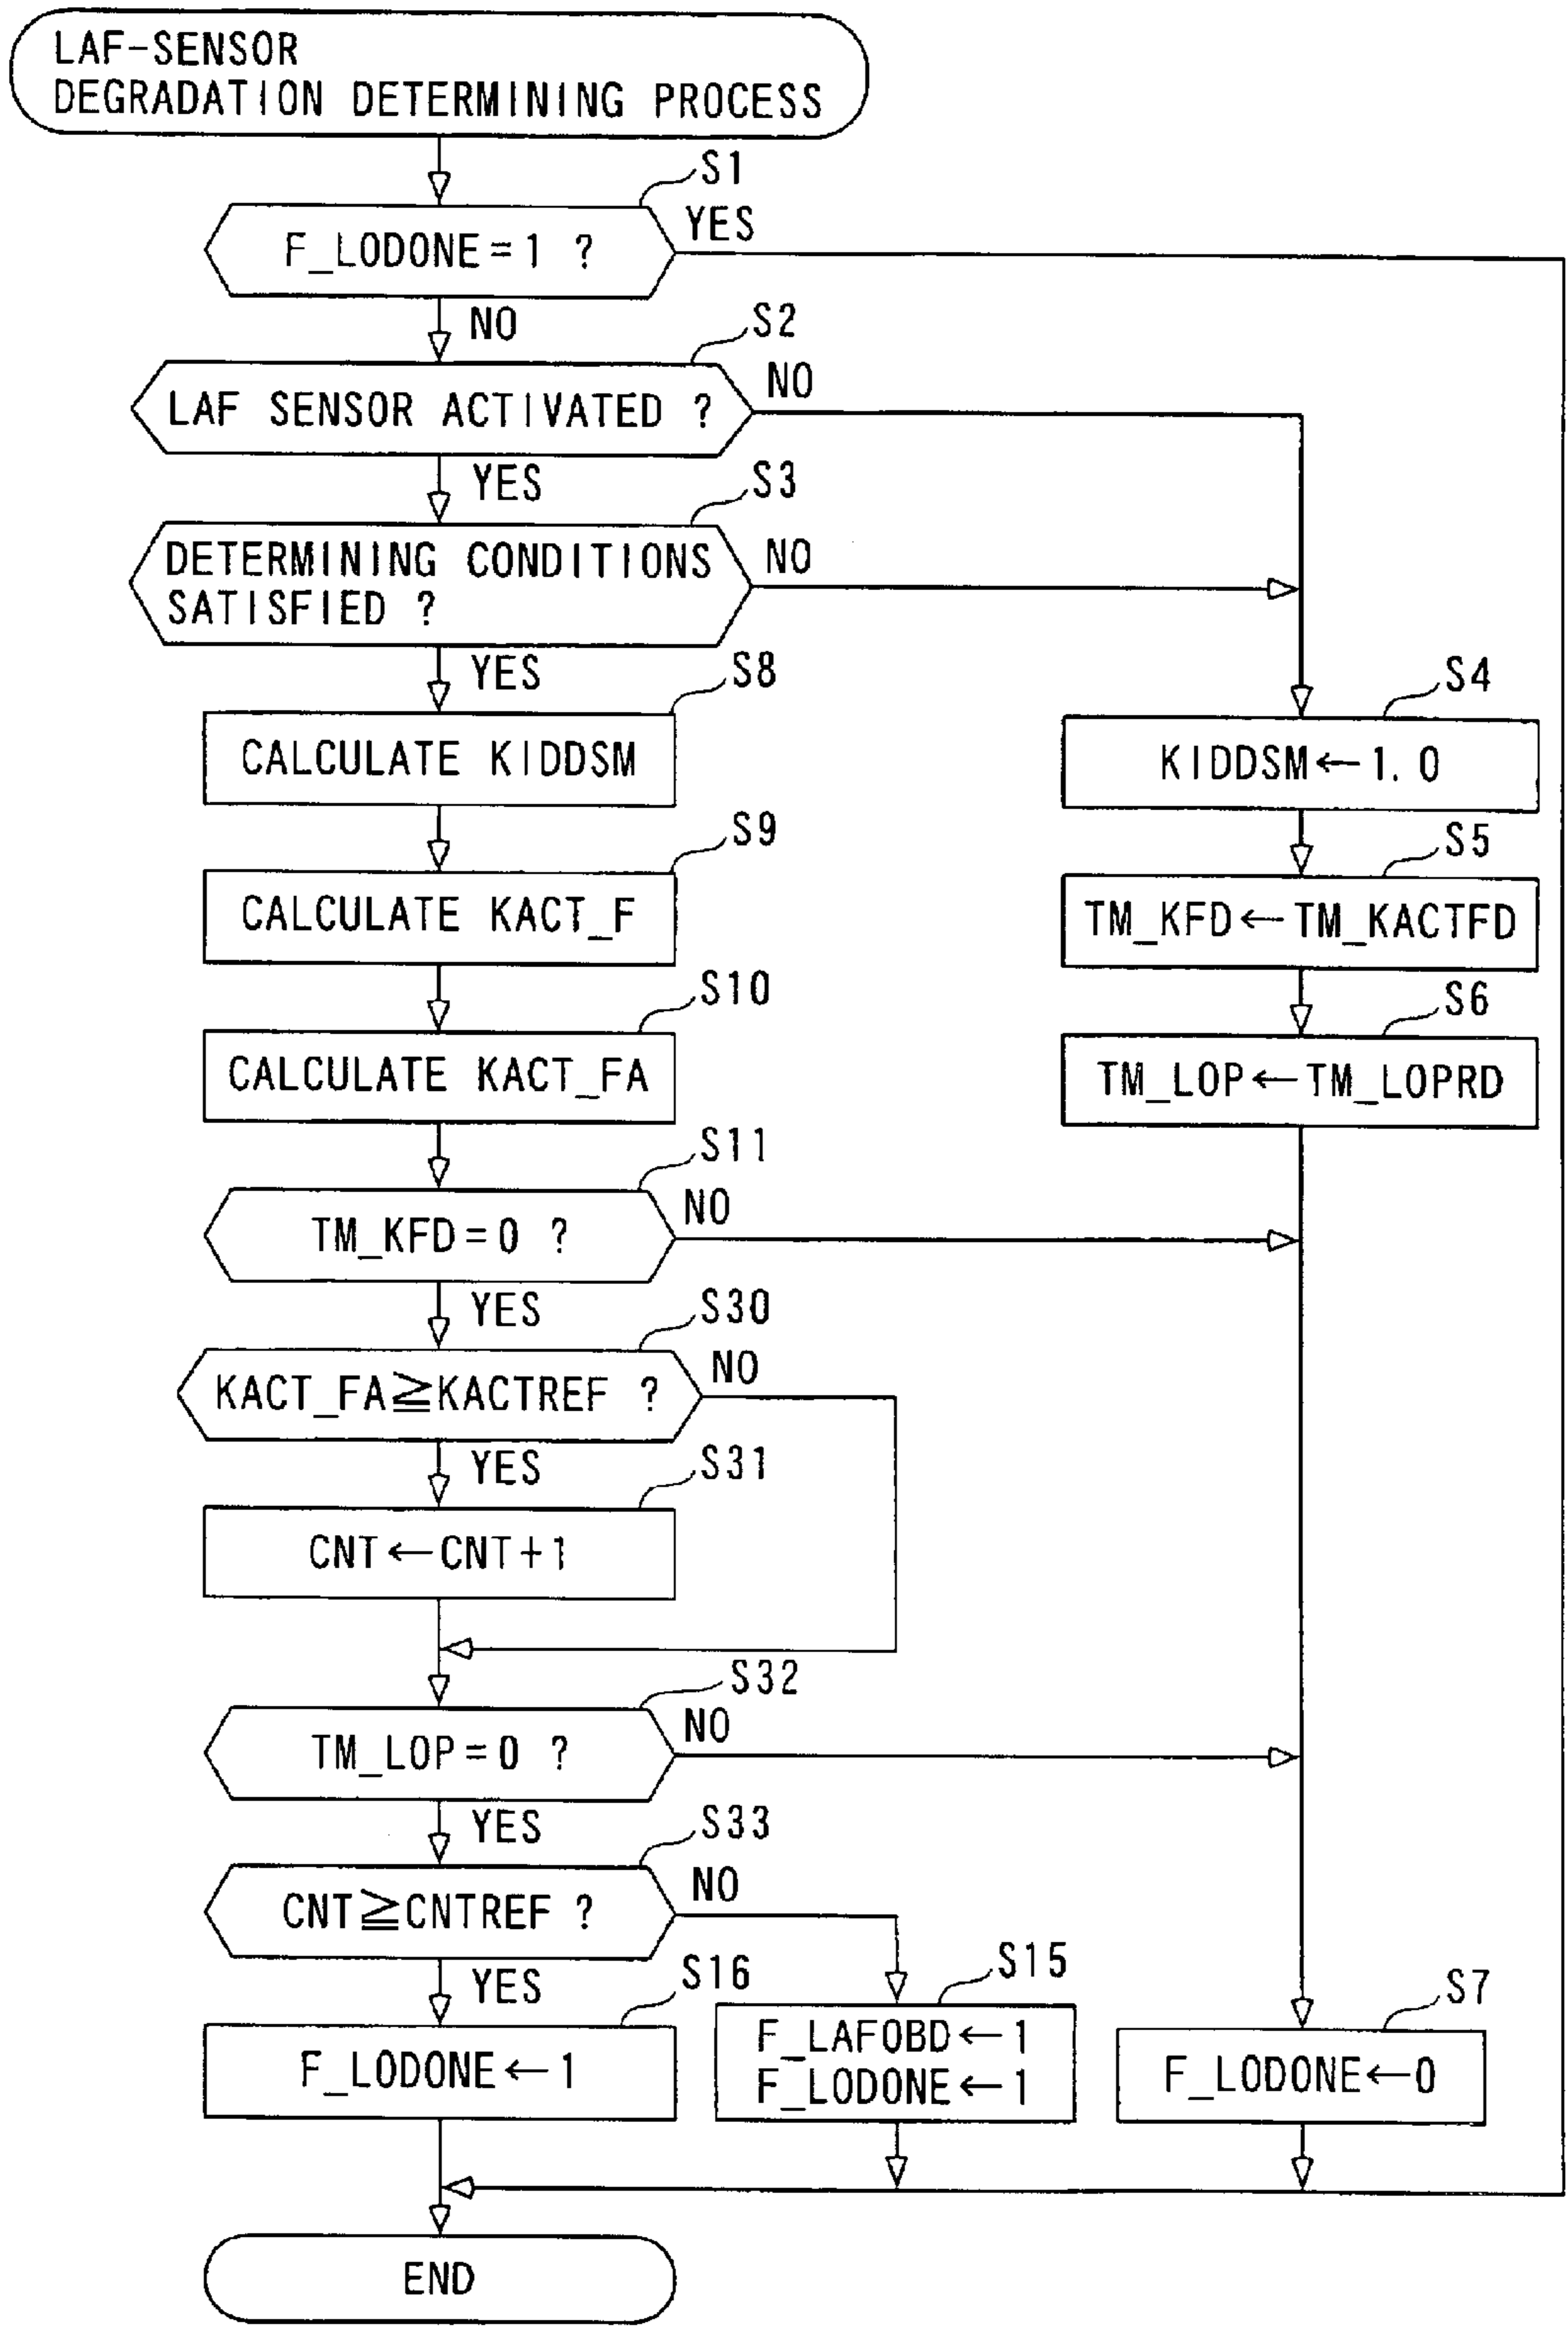 LAF-SENSOR
DEGRADATION DETERMINING PROCESS
S1
F_LODONE=1 ?
YES
NO
S2
LAF SENSOR ACTIVATED ?
NO
YES
S3
DETERMINING CONDITIONS
SATISFIED ?
NO
YES
S8
CALCULATE KIDDSM
S4
KIDDSM←1.0
S9
CALCULATE KACT_F
S5
TM_KFD←TM_KACTFD
S10
CALCULATE KACT_FA
S6
TM_LOP←TM_LOPRD
S11
TM_KFD=0 ?
NO
YES
S30
KACT_FA≧KACTREF ?
NO
YES
S31
CNT←CNT+1
S32
TM_LOP=0 ?
NO
YES
S33
CNT≧CNTREF ?
NO
YES
S16
F_LODONE←1
S15
F_LAFOBD←1
F_LODONE←1
S7
F_LODONE←0
END